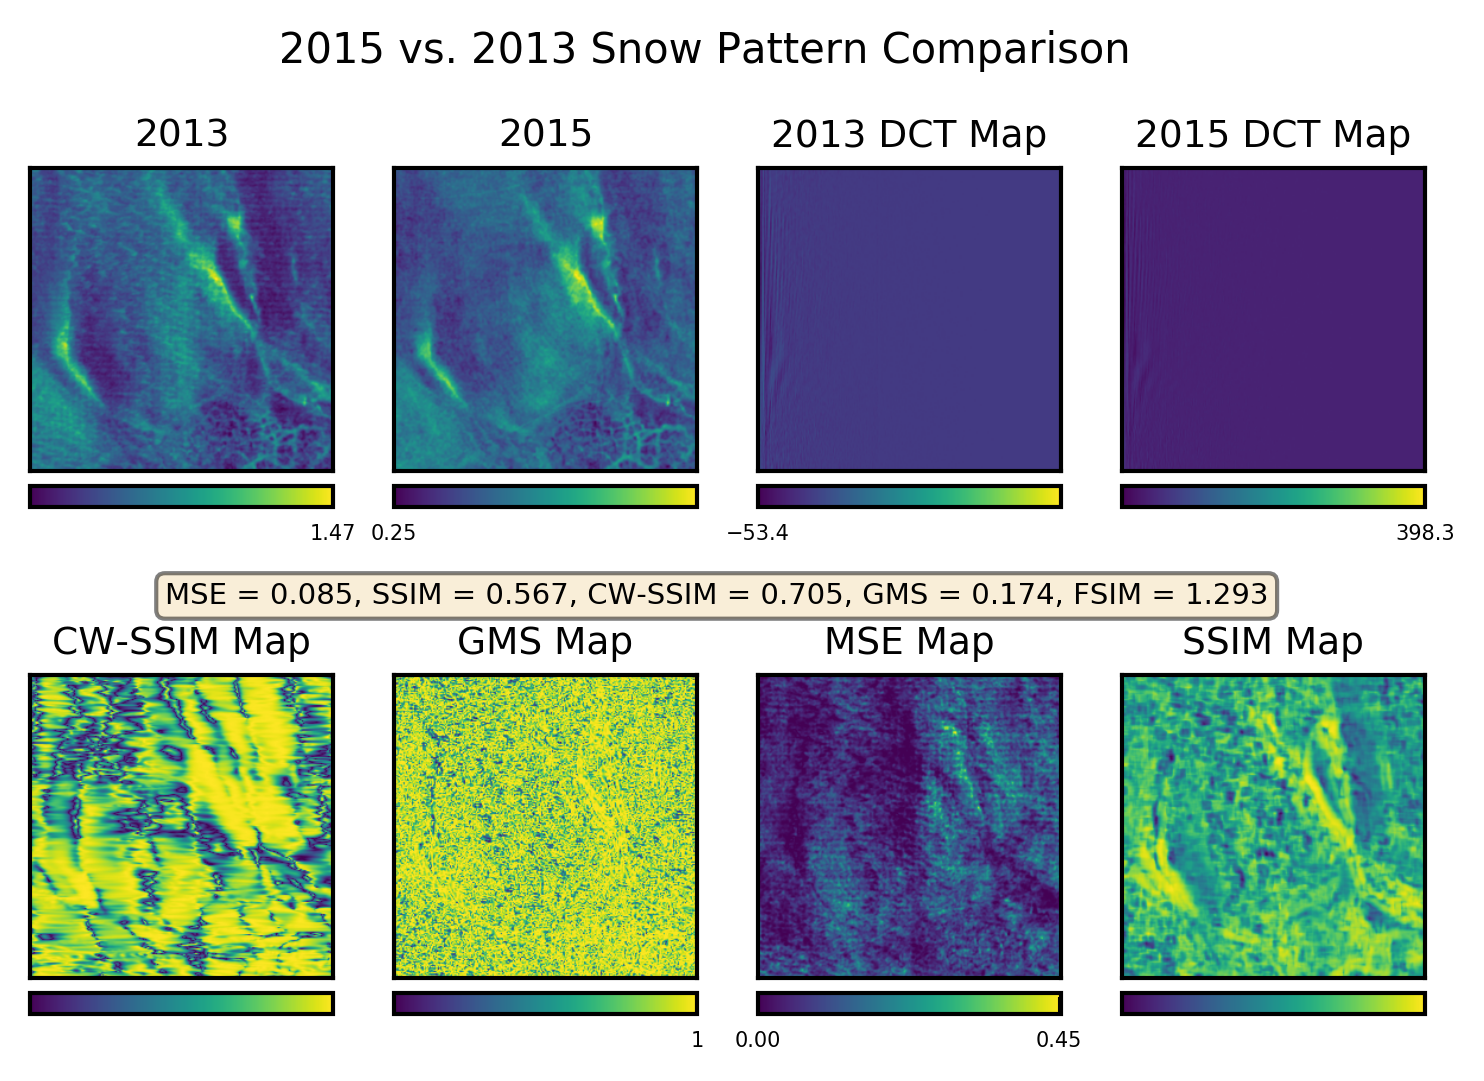 2015 vs. 2013 Snow Pattern Comparison
2013
2015
2013 DCT Map
2015 DCT Map
1.47
0.25
−53.4
398.3
MSE = 0.085, SSIM = 0.567, CW-SSIM = 0.705, GMS = 0.174, FSIM = 1.293
CW-SSIM Map
GMS Map
MSE Map
SSIM Map
1
0.00
0.45